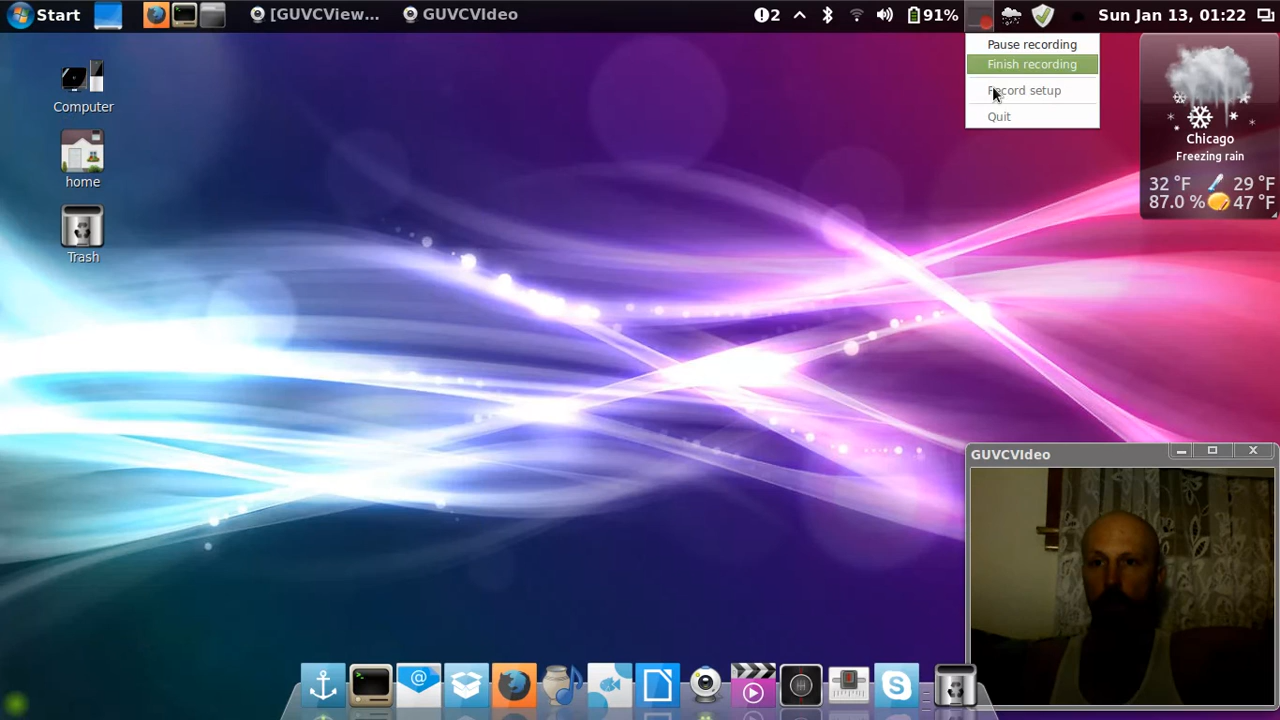 Start
[GUVCView...
GUVCVIdeo
2
91%
Sun Jan 13, 01:22
Pause recording
Finish recording
Record setup
Quit
Computer
home
Trash
Chicago
Freezing rain
32 °F 29 °F
87.0 % 47 °F
GUVCVIdeo